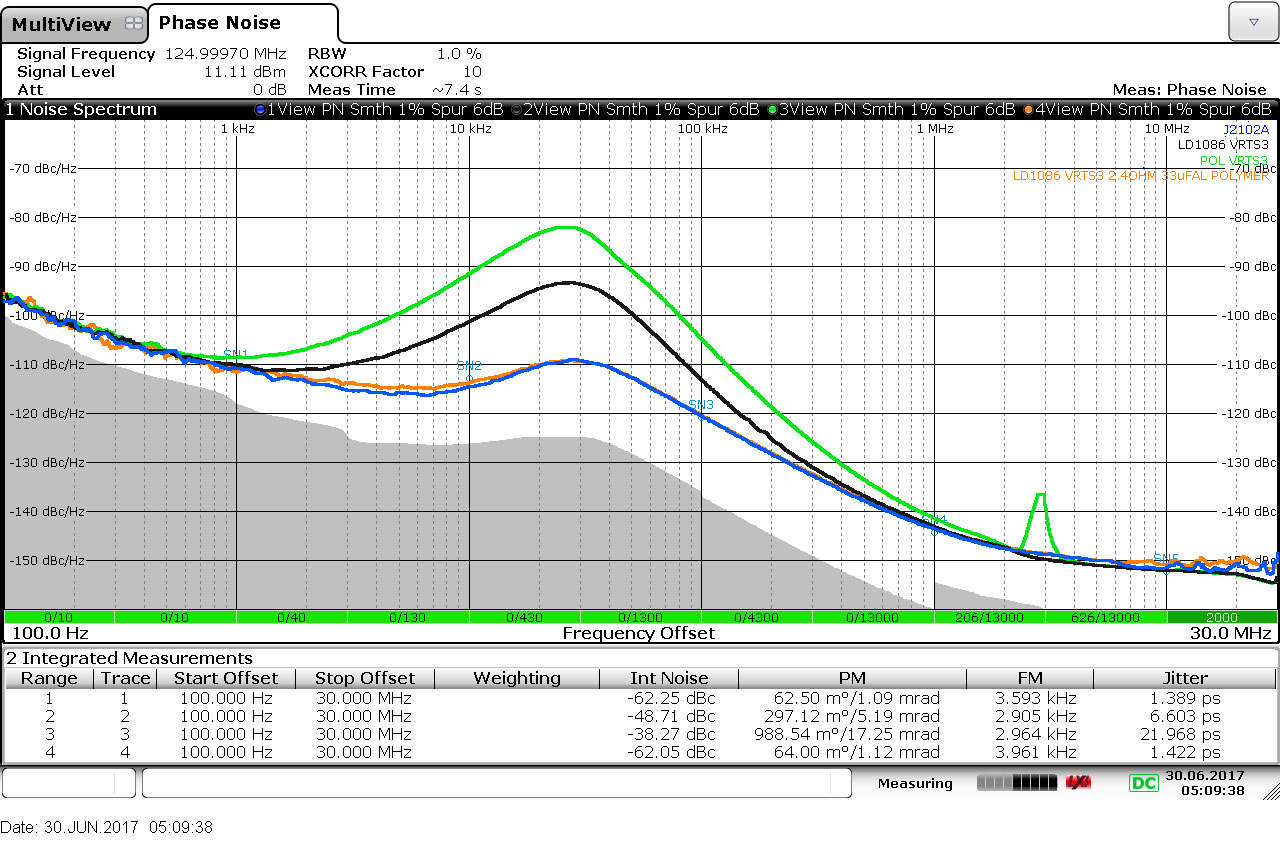 MultiView Phase Noise
Signal Frequency 124.99970 MHz RBW 1.0 %
Signal Level 11.11 dBm XCORR Factor 10
Att 0 dB Meas Time ~7.4 s Meas: Phase Noise
1 Noise Spectrum 1View PN Smth 1% Spur 6dB 2View PN Smth 1% Spur 6dB 3View PN Smth 1% Spur 6dB 4View PN Smth 1% Spur 6dB
1 kHz 10 kHz 100 kHz 1 MHz 10 MHz J2102A
LD1086 VRTS3
POL VRTS3
-70 dBc/Hz -70 dBc
LD1086 VRTS3 2.4OHM 33uFAL POLYMER
-80 dBc/Hz -80 dBc
-90 dBc/Hz -90 dBc
-100 dBc/Hz -100 dBc
SN1
-110 dBc/Hz SN2 -110 dBc
SN3
-120 dBc/Hz -120 dBc
-130 dBc/Hz -130 dBc
-140 dBc/Hz -140 dBc
SN4
-150 dBc/Hz SN5 -150 dBc
0/10 0/10 0/40 0/130 0/430 0/1300 0/4300 0/13000 206/13000 626/13000 2000
100.0 Hz Frequency Offset 30.0 MHz
2 Integrated Measurements
Range Trace Start Offset Stop Offset Weighting Int Noise PM FM Jitter
1 1 100.000 Hz 30.000 MHz -62.25 dBc 62.50 m°/1.09 mrad 3.593 kHz 1.389 ps
2 2 100.000 Hz 30.000 MHz -48.71 dBc 297.12 m°/5.19 mrad 2.905 kHz 6.603 ps
3 3 100.000 Hz 30.000 MHz -38.27 dBc 988.54 m°/17.25 mrad 2.964 kHz 21.968 ps
4 4 100.000 Hz 30.000 MHz -62.05 dBc 64.00 m°/1.12 mrad 3.961 kHz 1.422 ps
Measuring DC 30.06.2017
05:09:38
Date: 30.JUN.2017 05:09:38